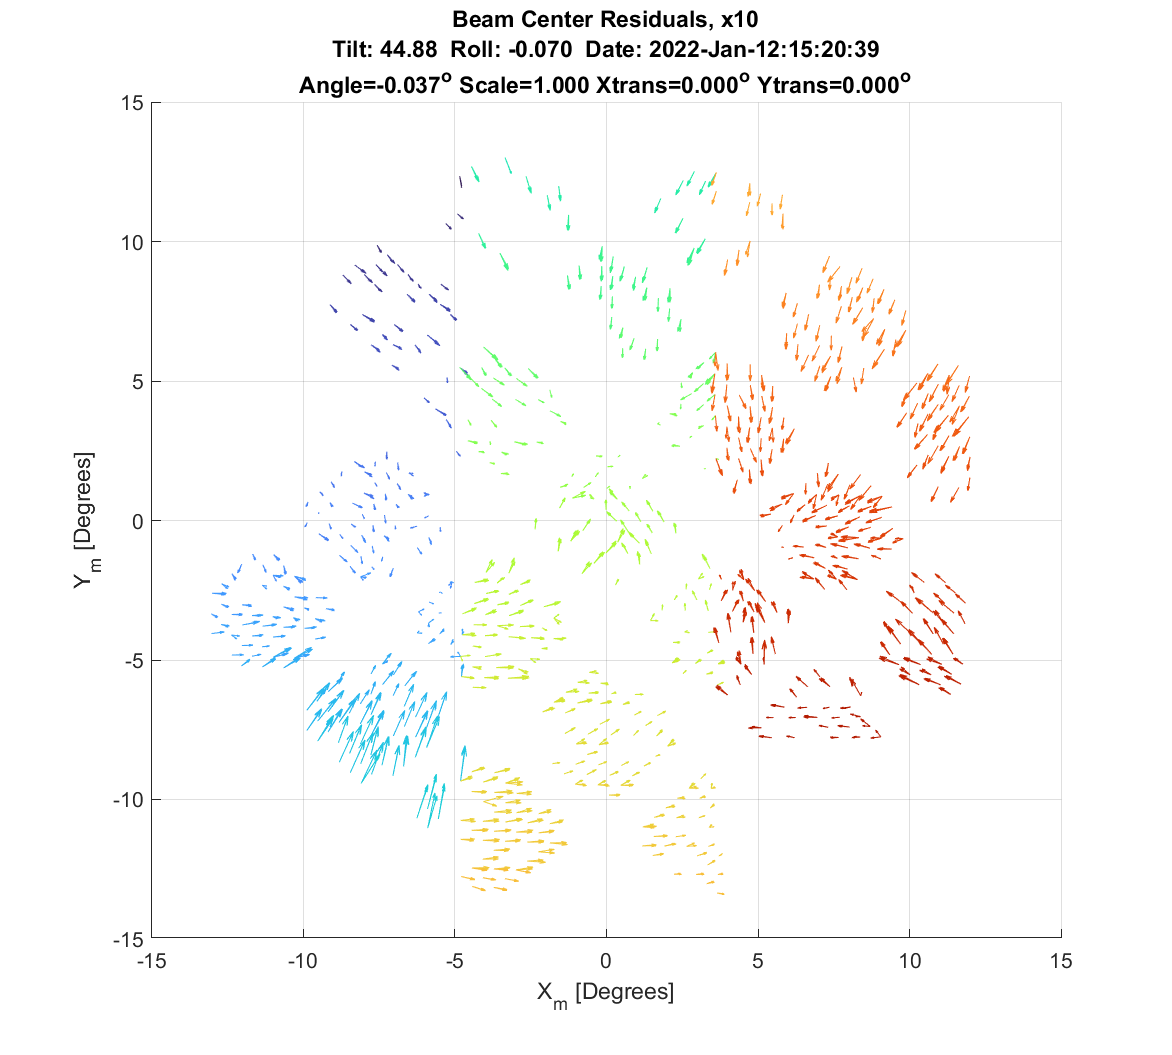 Beam Center Residuals, x10
Tilt: 44.88 Roll: -0.070 Date: 2022-Jan-12:15:20:39
Angle=-0.037° Scale=1.000 Xtrans=0.000° Ytrans=0.000°
15
10
5
0
-5
-10
-15
Y_m [Degrees]
-15
-10
-5
0
5
10
15
X_m [Degrees]